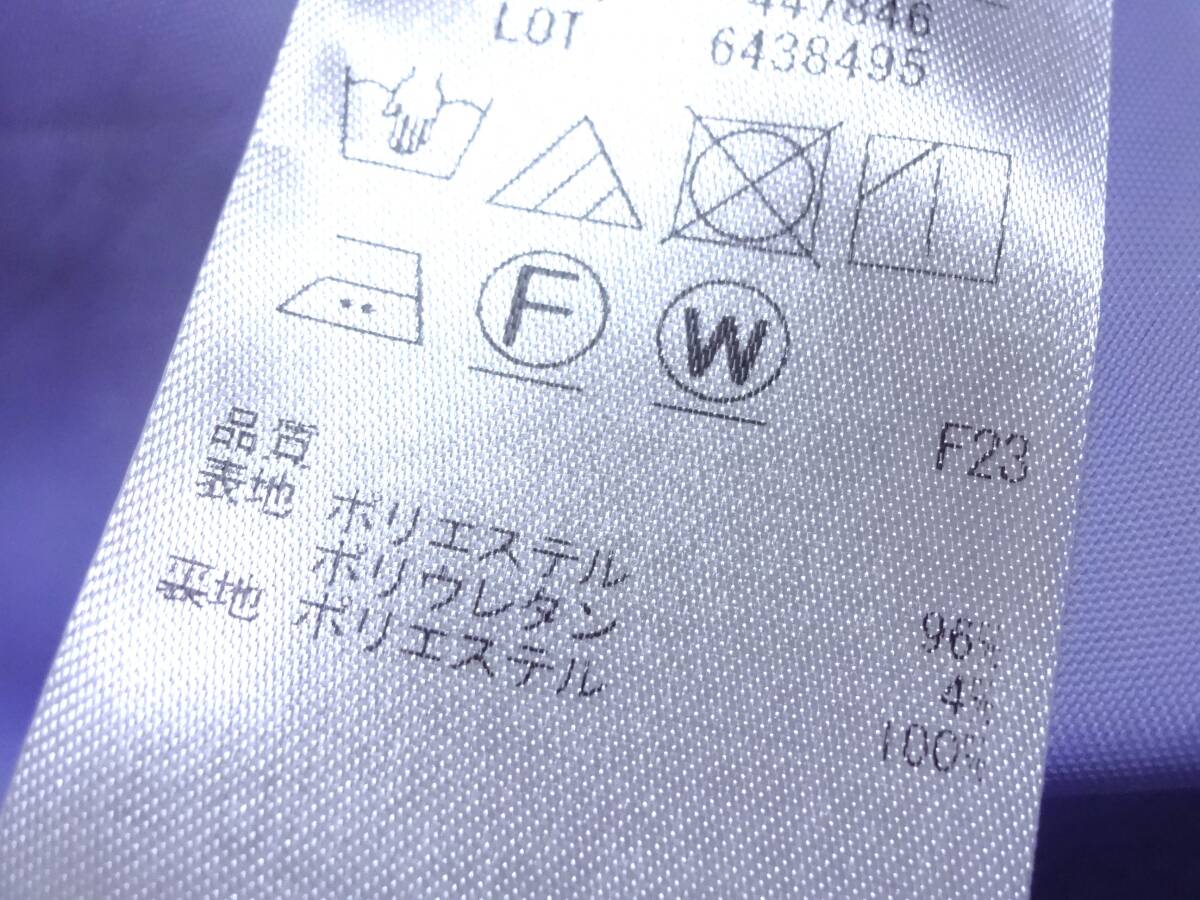 447846
LOT 6438495
F
W
F23
品質
表地 ポリエステル 96%
ポリウレタン 4%
裏地 ポリエステル 100%